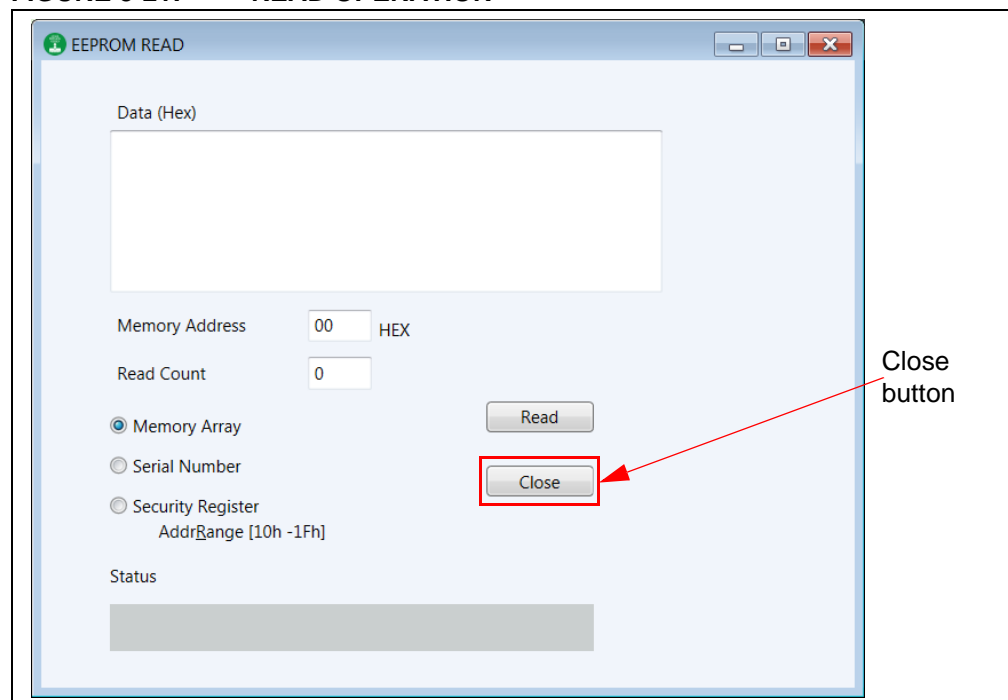 EEPROM READ
Data (Hex)
Memory Address 00 HEX
Read Count 0
Close
button
Memory Array
Read
Serial Number
Close
Security Register
AddrRange [10h -1Fh]
Status